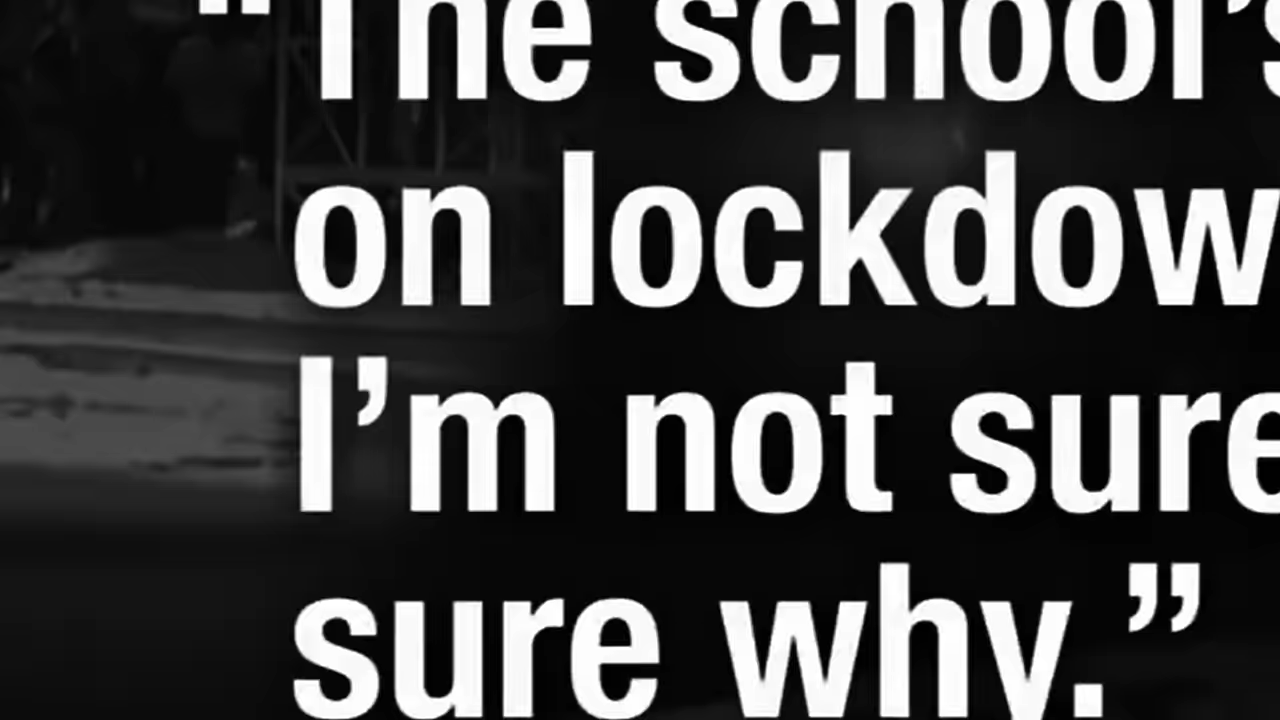 “The school’s
on lockdow
I’m not sure
sure why.”